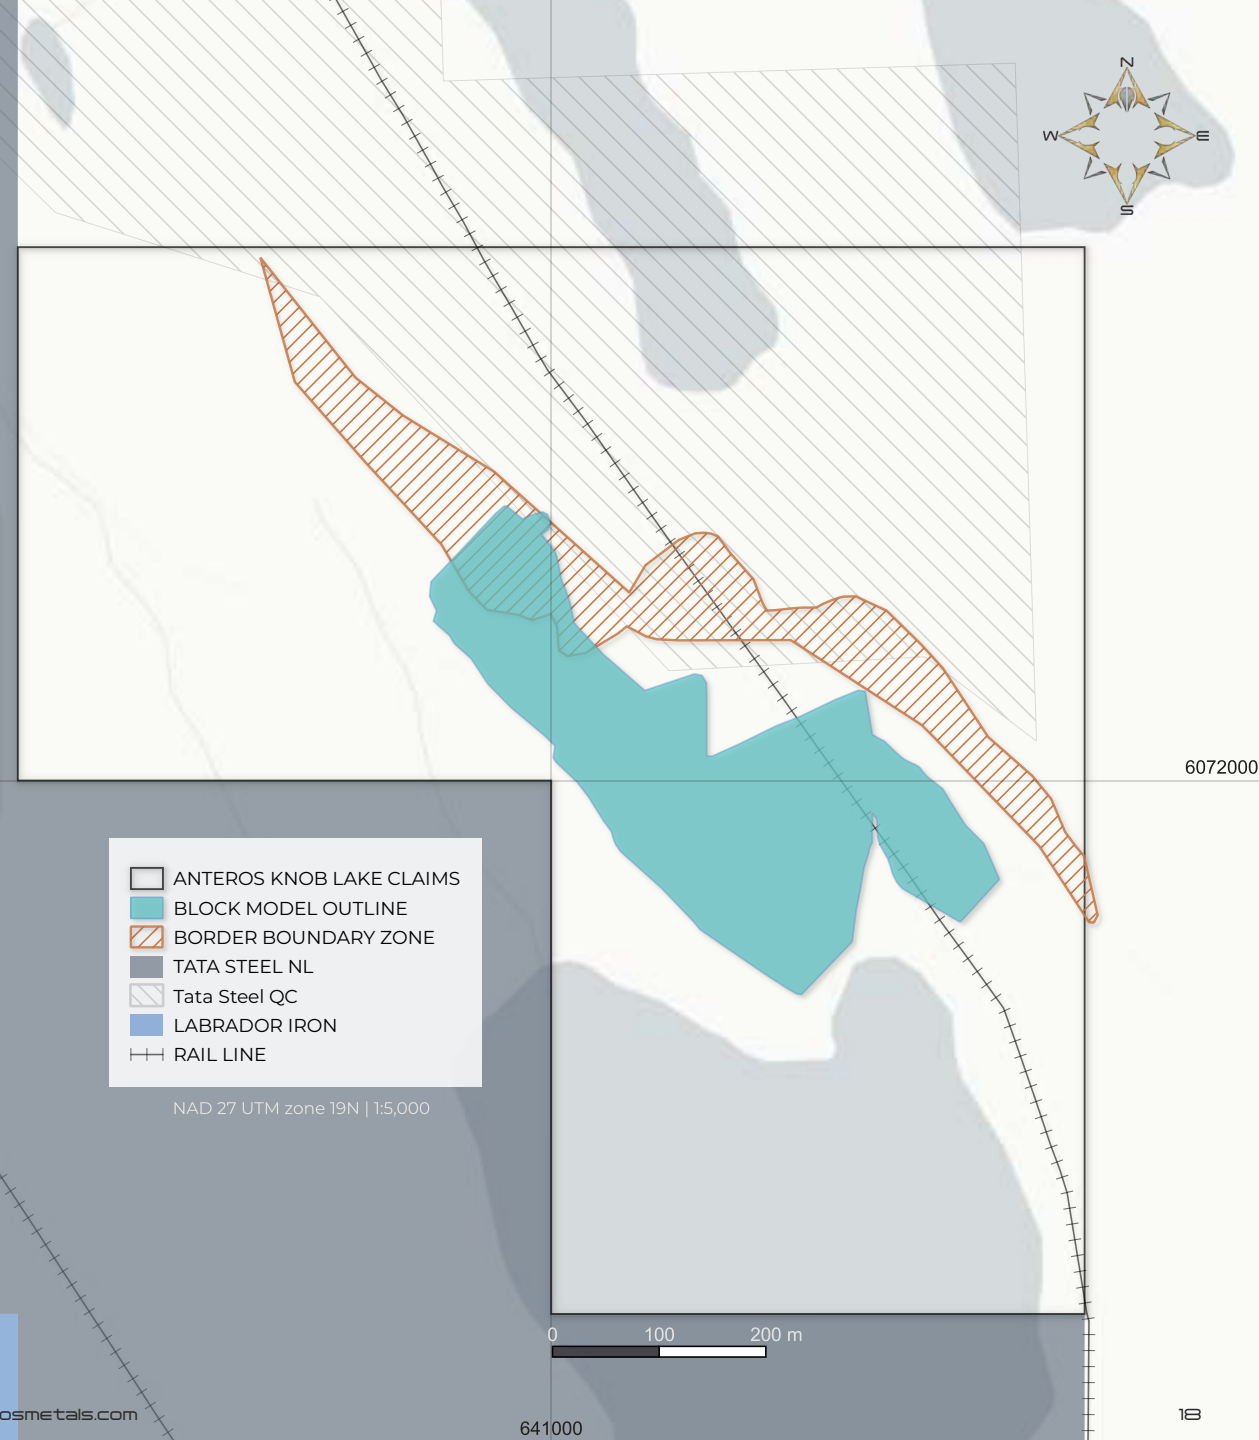 N
W E
S
6072000
ANTEROS KNOB LAKE CLAIMS
BLOCK MODEL OUTLINE
BORDER BOUNDARY ZONE
TATA STEEL NL
Tata Steel QC
LABRADOR IRON
RAIL LINE
NAD 27 UTM zone 19N | 1:5,000
0 100 200 m
osmetals.com
641000
18